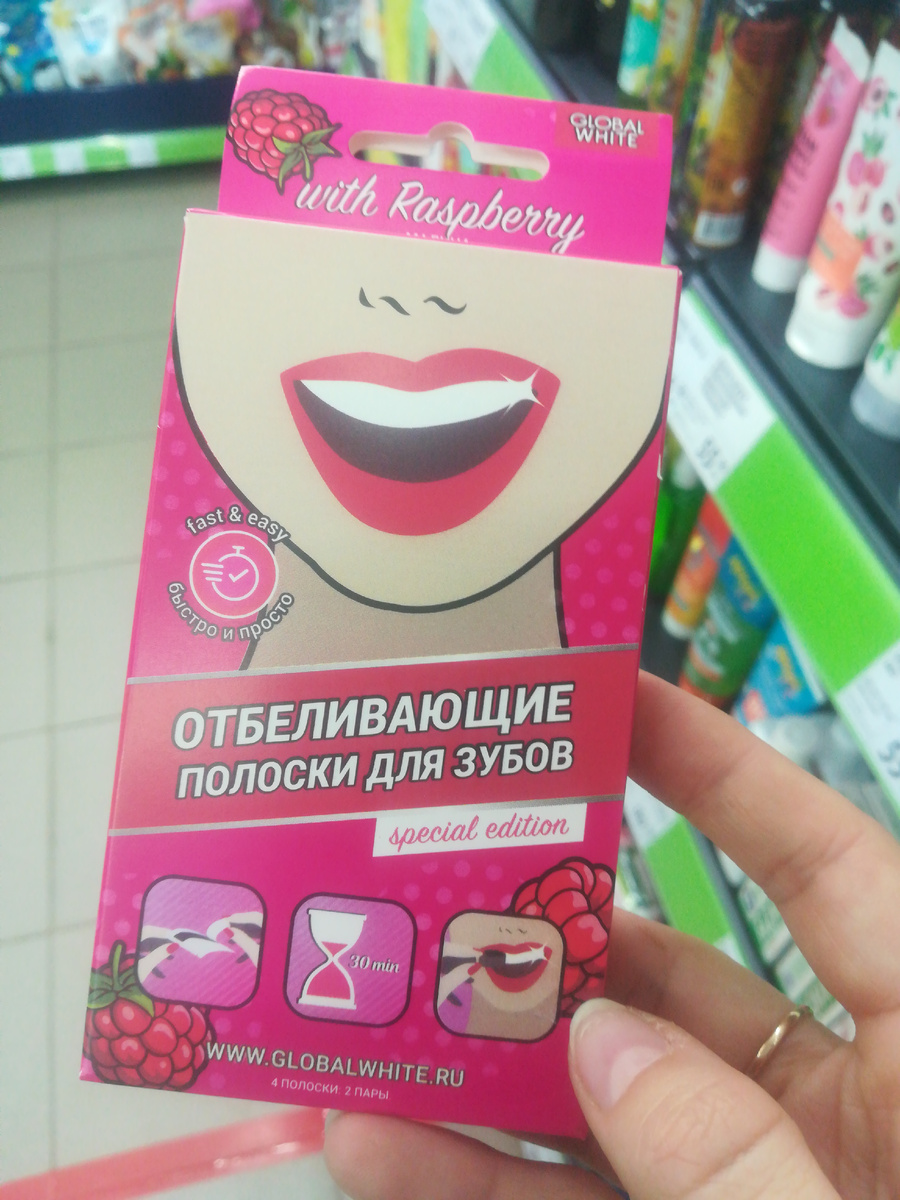 GLOBAL
WHITE
with Raspberry
fast & easy
быстро и просто
ОТБЕЛИВАЮЩИЕ
ПОЛОСКИ ДЛЯ ЗУБОВ
special edition
30 min
WWW.GLOBALWHITE.RU
4 ПОЛОСКИ: 2 ПАРЫ